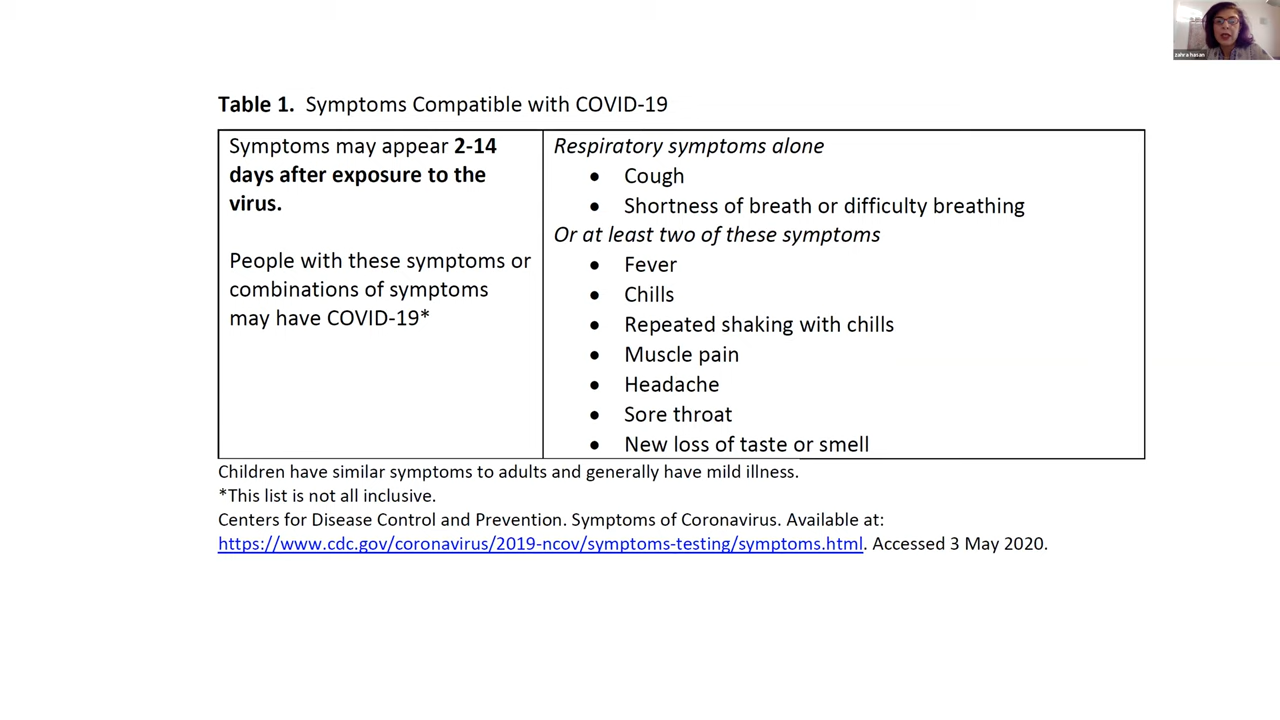 zahra hasan
Table 1. Symptoms Compatible with COVID-19
Symptoms may appear 2-14
days after exposure to the
virus.
People with these symptoms or
combinations of symptoms
may have COVID-19*
Respiratory symptoms alone
• Cough
• Shortness of breath or difficulty breathing
Or at least two of these symptoms
• Fever
• Chills
• Repeated shaking with chills
• Muscle pain
• Headache
• Sore throat
• New loss of taste or smell
Children have similar symptoms to adults and generally have mild illness.
*This list is not all inclusive.
Centers for Disease Control and Prevention. Symptoms of Coronavirus. Available at:
https://www.cdc.gov/coronavirus/2019-ncov/symptoms-testing/symptoms.html. Accessed 3 May 2020.